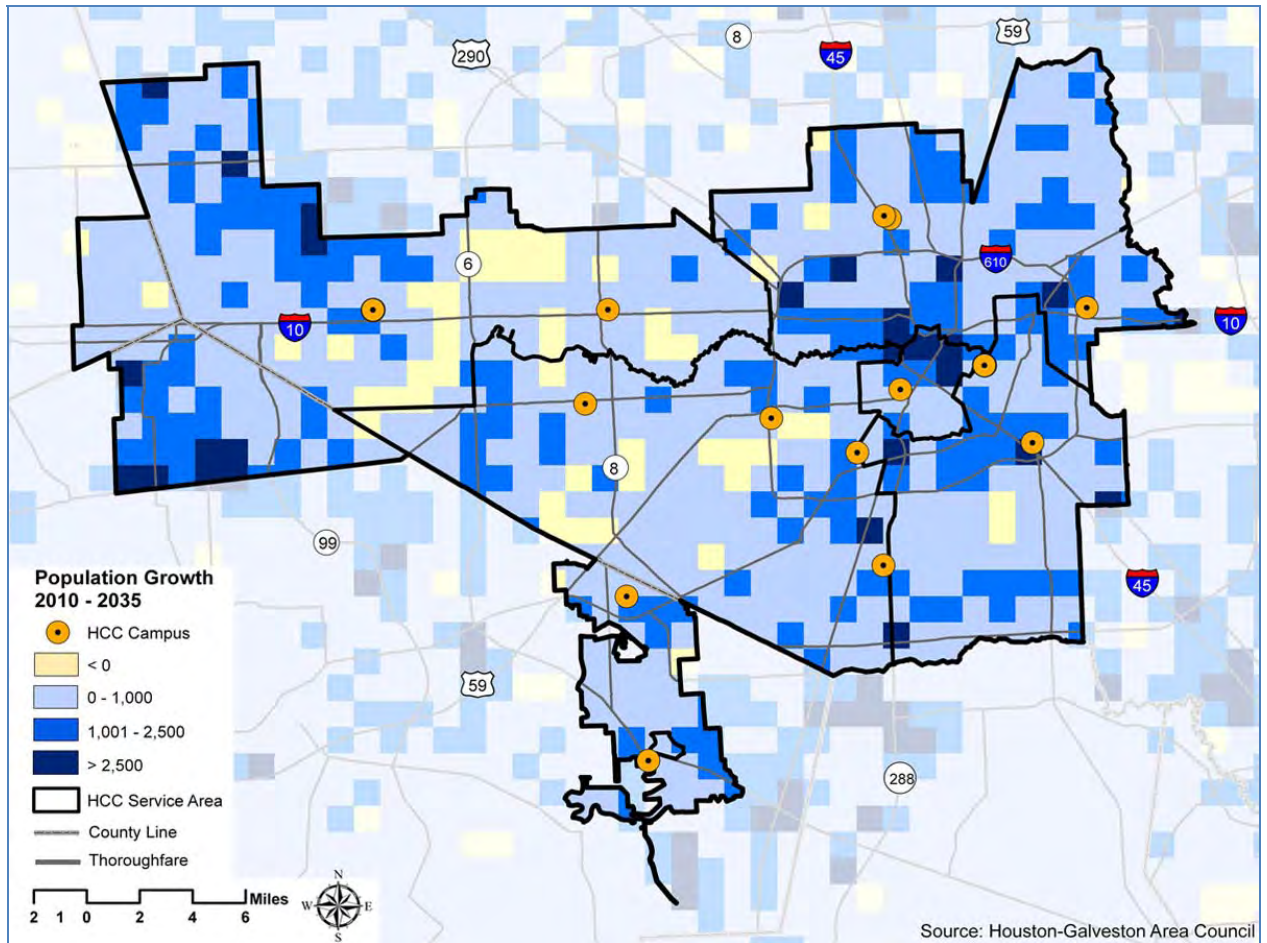 290
8
45
59
6
610
10
10
8
99
45
59
288
Population Growth
2010 - 2035
HCC Campus
< 0
0 - 1,000
1,001 - 2,500
> 2,500
HCC Service Area
County Line
Thoroughfare
Miles
2 1 0 2 4 6
N
W E
S
Source: Houston-Galveston Area Council